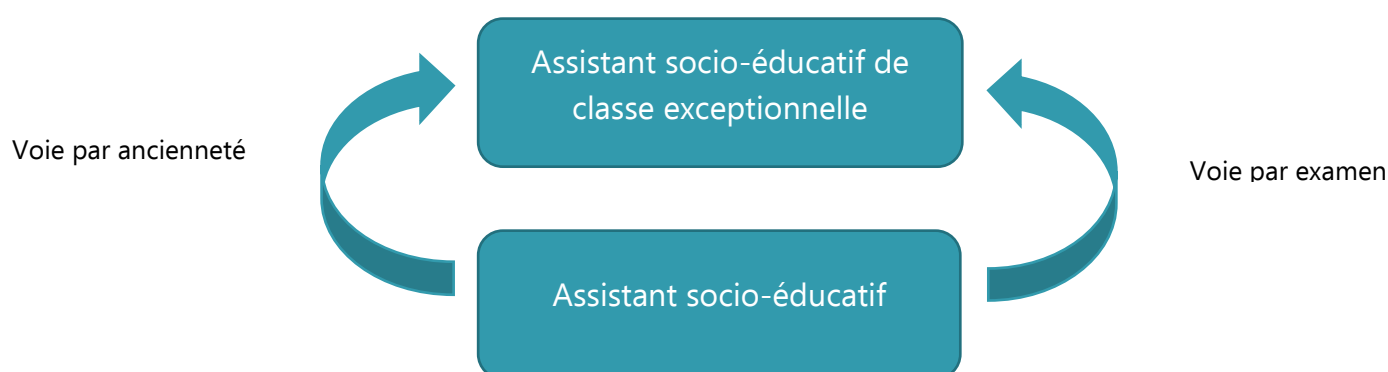 Assistant socio-éducatif de
classe exceptionnelle
Voie par ancienneté
Voie par examen
Assistant socio-éducatif